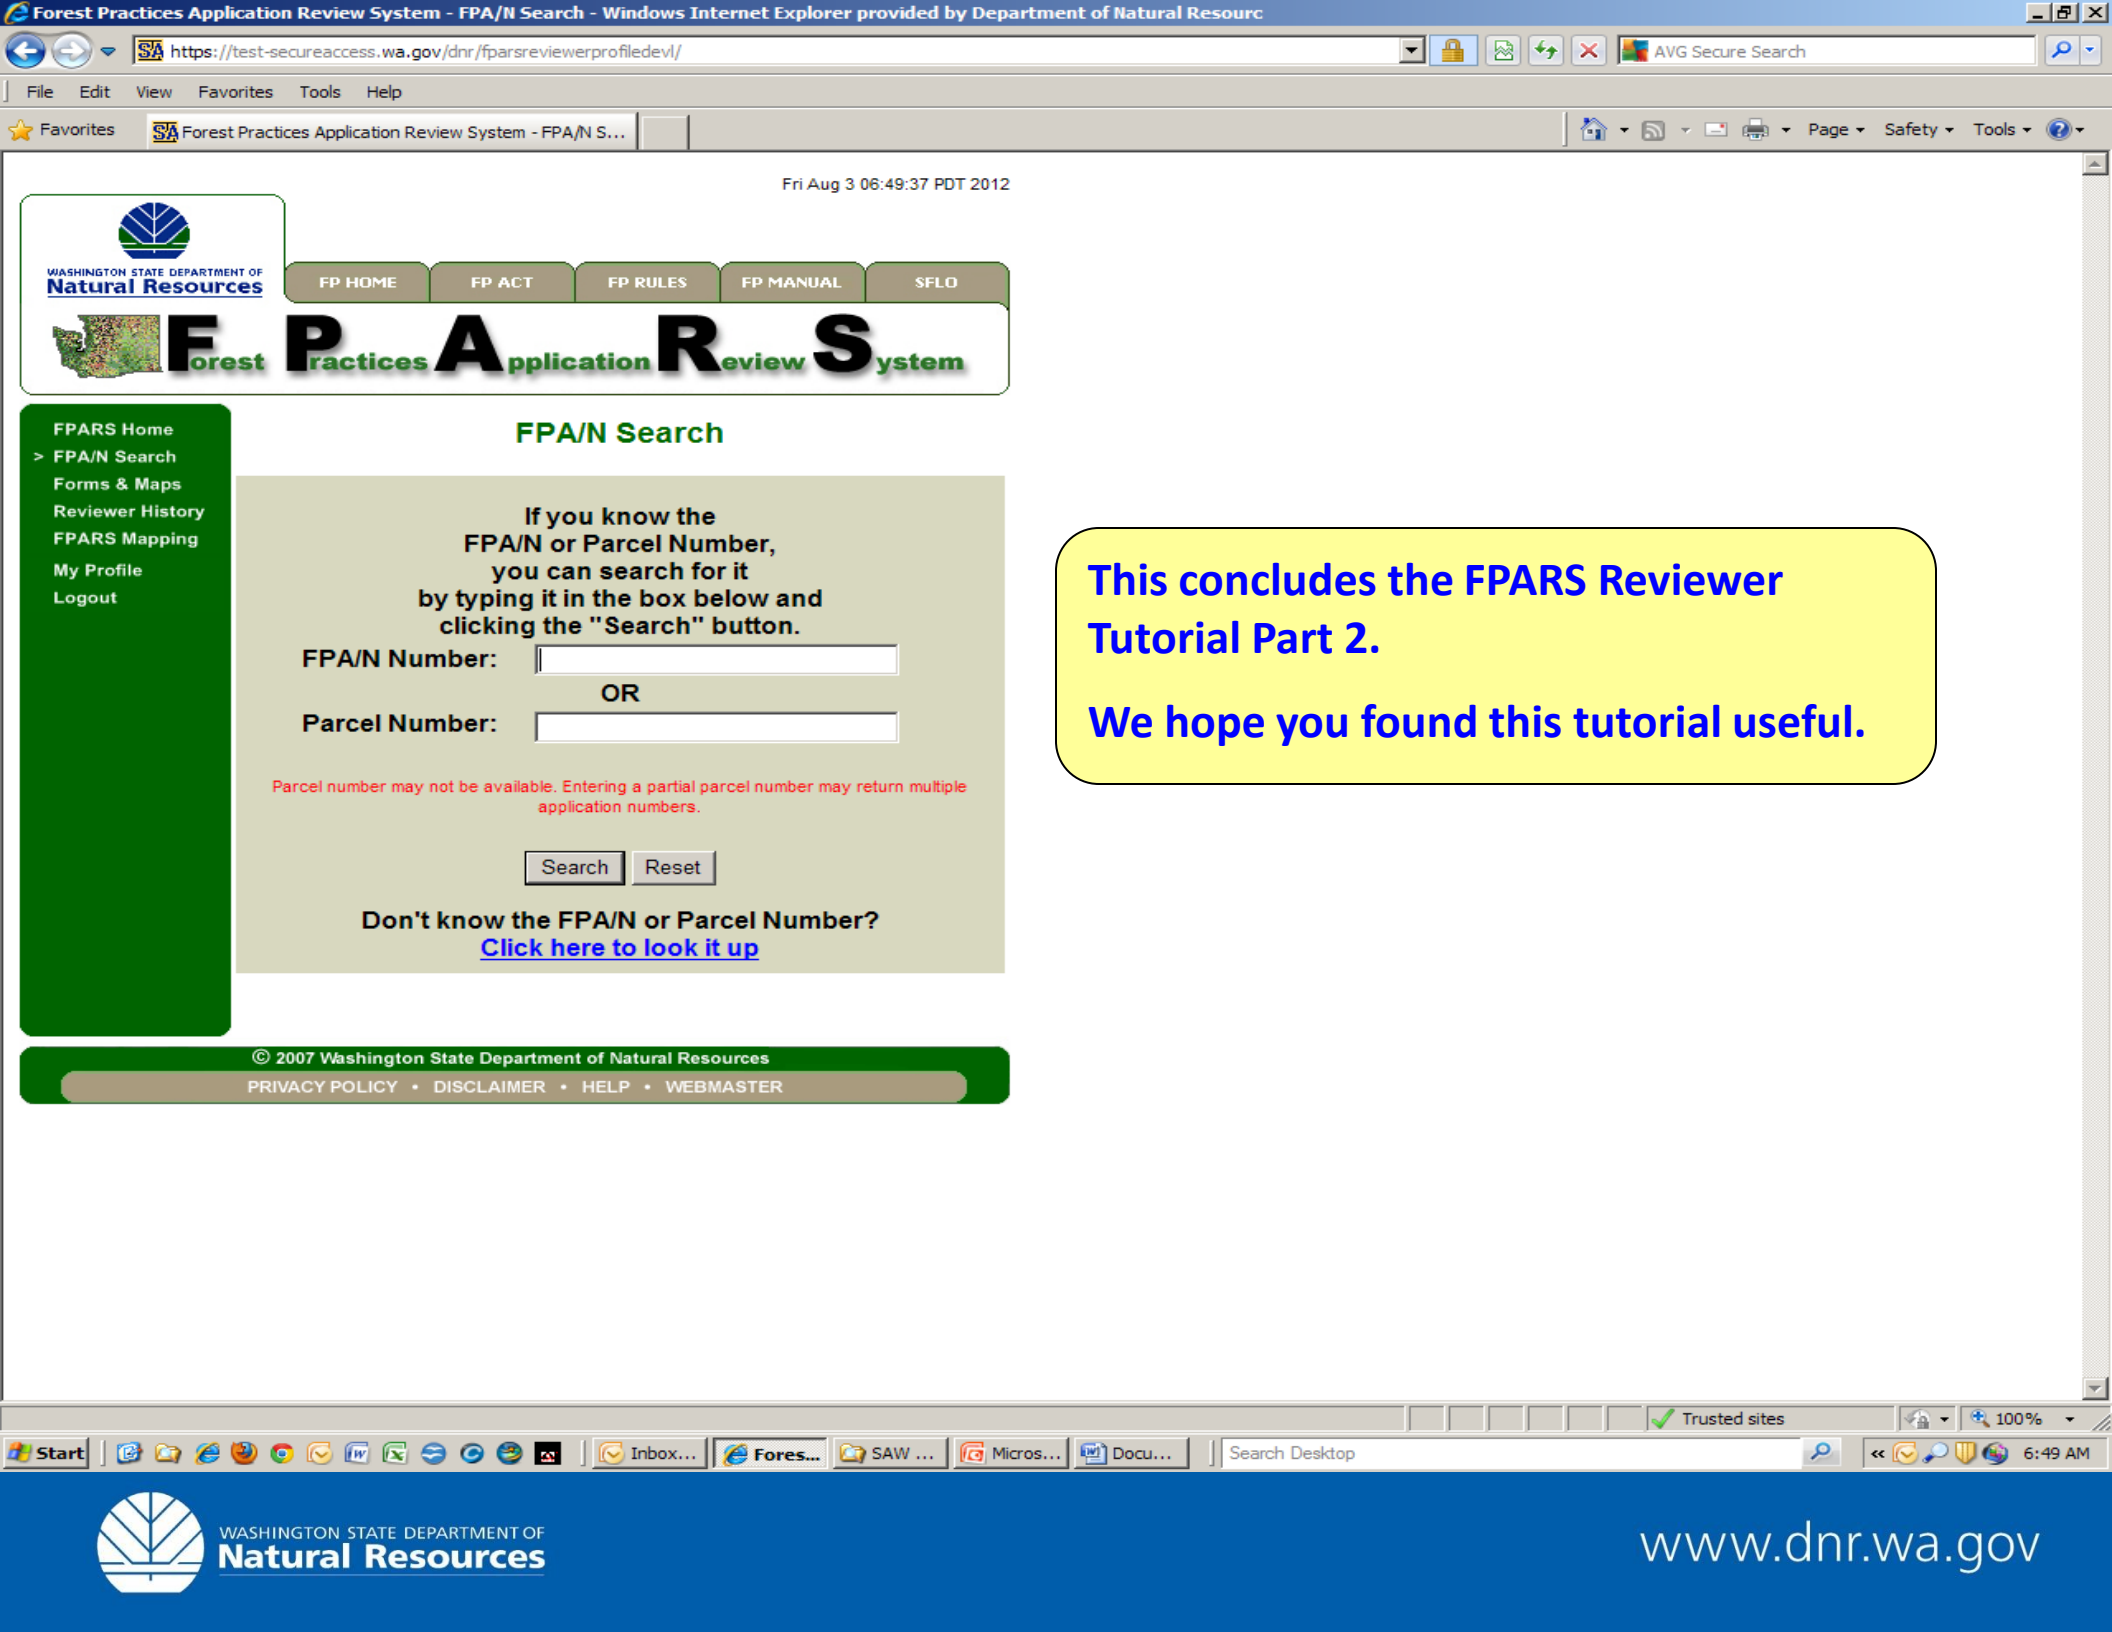 Forest Practices Application Review System - FPA/N Search - Windows Internet Explorer provided by Department of Natural Resourc
SA https://test-secureaccess.wa.gov/dnr/fparsreviewerprofiledevl/
AVG Secure Search
File Edit View Favorites Tools Help
Favorites
SA Forest Practices Application Review System - FPA/N S...
Page Safety Tools
Fri Aug 3 06:49:37 PDT 2012
WASHINGTON STATE DEPARTMENT OF
Natural Resources
FP HOME FP ACT FP RULES FP MANUAL SFLO
Forest Practices Application Review System
FPARS Home
> FPA/N Search
Forms & Maps
Reviewer History
FPARS Mapping
My Profile
Logout
FPA/N Search
If you know the
FPA/N or Parcel Number,
you can search for it
by typing it in the box below and
clicking the "Search" button.
FPA/N Number:
OR
Parcel Number:
Parcel number may not be available. Entering a partial parcel number may return multiple
application numbers.
Search Reset
Don't know the FPA/N or Parcel Number?
Click here to look it up
© 2007 Washington State Department of Natural Resources
PRIVACY POLICY • DISCLAIMER • HELP • WEBMASTER
This concludes the FPARS Reviewer
Tutorial Part 2.
We hope you found this tutorial useful.
Trusted sites
100%
Start
Inbox...
Fores...
SAW ...
Micros...
Docu...
Search Desktop
« 6:49 AM
WASHINGTON STATE DEPARTMENT OF
Natural Resources
www.dnr.wa.gov